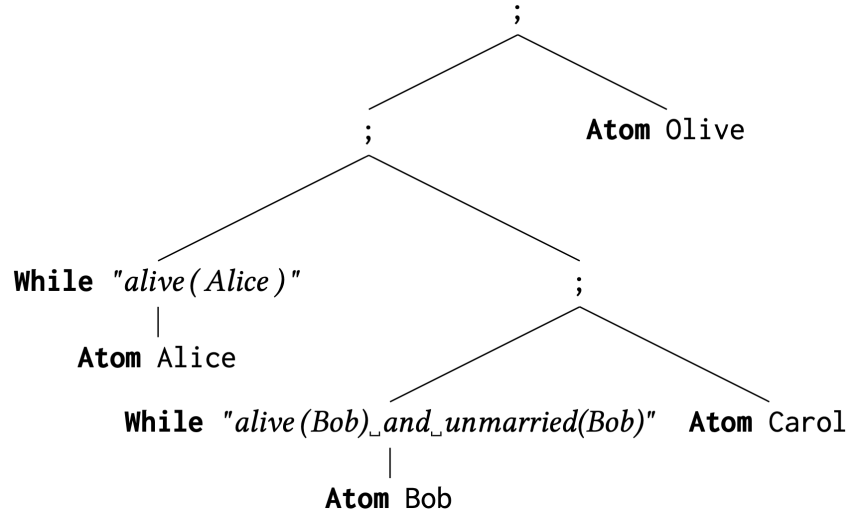 ;
;
Atom Olive
While "alive(Alice)"
;
Atom Alice
While "alive(Bob)␣and␣unmarried(Bob)"
Atom Carol
Atom Bob